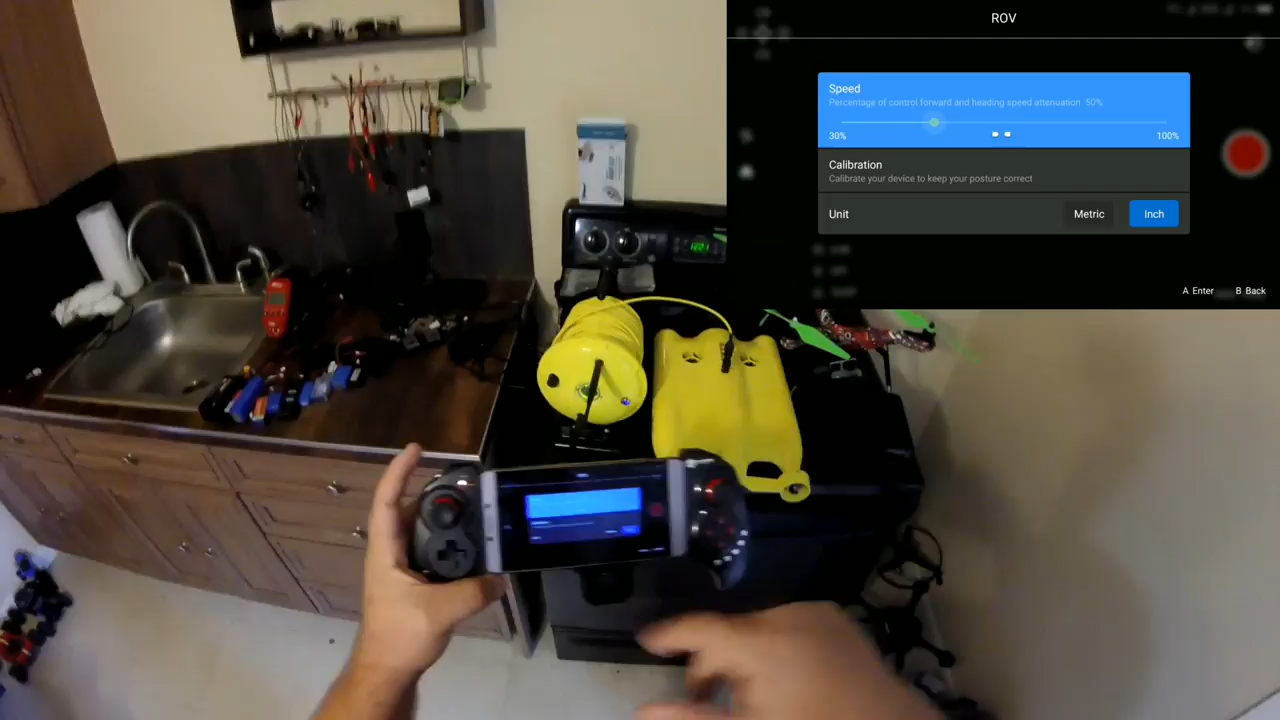 ROV
Speed
Percentage of control forward and heading speed attenuation 50%
30% 100%
Calibration
Calibrate your device to keep your posture correct
Unit Metric Inch
A Enter B Back